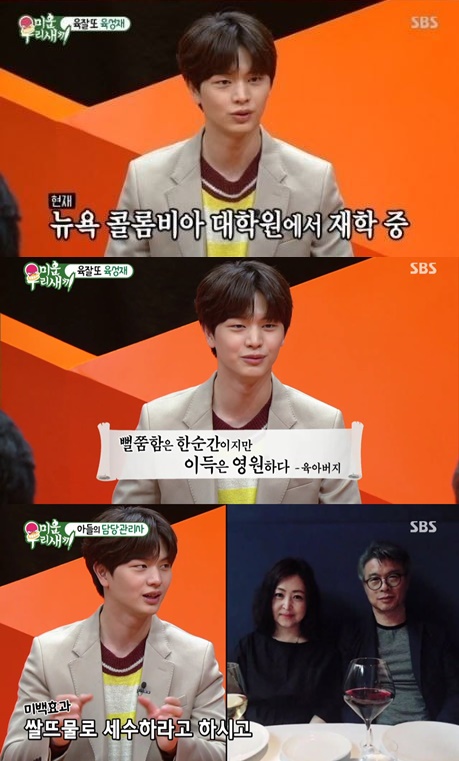 미운
우리새끼
육잘또 육성재
SBS
현재
뉴욕 콜롬비아 대학원에서 재학 중
미운
우리새끼
육잘또 육성재
SBS
뻘쭘함은 한순간이지만
이득은 영원하다 -육아버지
미운
우리새끼
아들의 담당관리사
SBS
미백효과
쌀뜨물로 세수하라고 하시고